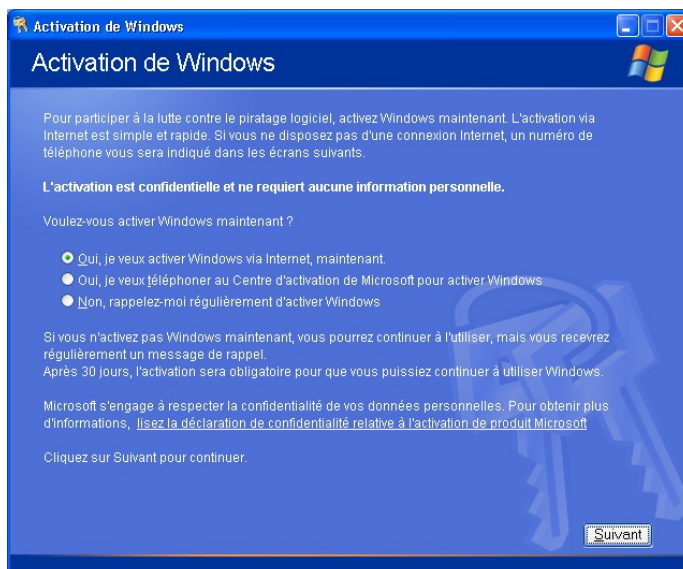 Activation de Windows
Activation de Windows
Pour participer à la lutte contre le piratage logiciel, activez Windows maintenant. L'activation via
Internet est simple et rapide. Si vous ne disposez pas d'une connexion Internet, un numéro de
téléphone vous sera indiqué dans les écrans suivants.
L'activation est confidentielle et ne requiert aucune information personnelle.
Voulez-vous activer Windows maintenant ?
Oui, je veux activer Windows via Internet, maintenant.
Oui, je veux téléphoner au Centre d'activation de Microsoft pour activer Windows
Non, rappelez-moi régulièrement d'activer Windows
Si vous n'activez pas Windows maintenant, vous pourrez continuer à l'utiliser, mais vous recevrez
régulièrement un message de rappel.
Après 30 jours, l'activation sera obligatoire pour que vous puissiez continuer à utiliser Windows.
Microsoft s'engage à respecter la confidentialité de vos données personnelles. Pour obtenir plus
d'informations, lisez la déclaration de confidentialité relative à l'activation de produit Microsoft
Cliquez sur Suivant pour continuer.
Suivant